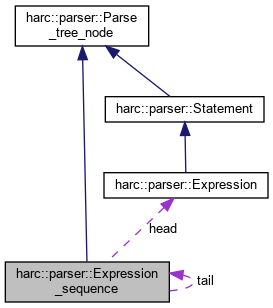 harc::parser::Parse
_tree_node
harc::parser::Statement
harc::parser::Expression
head
harc::parser::Expression
_sequence
tail